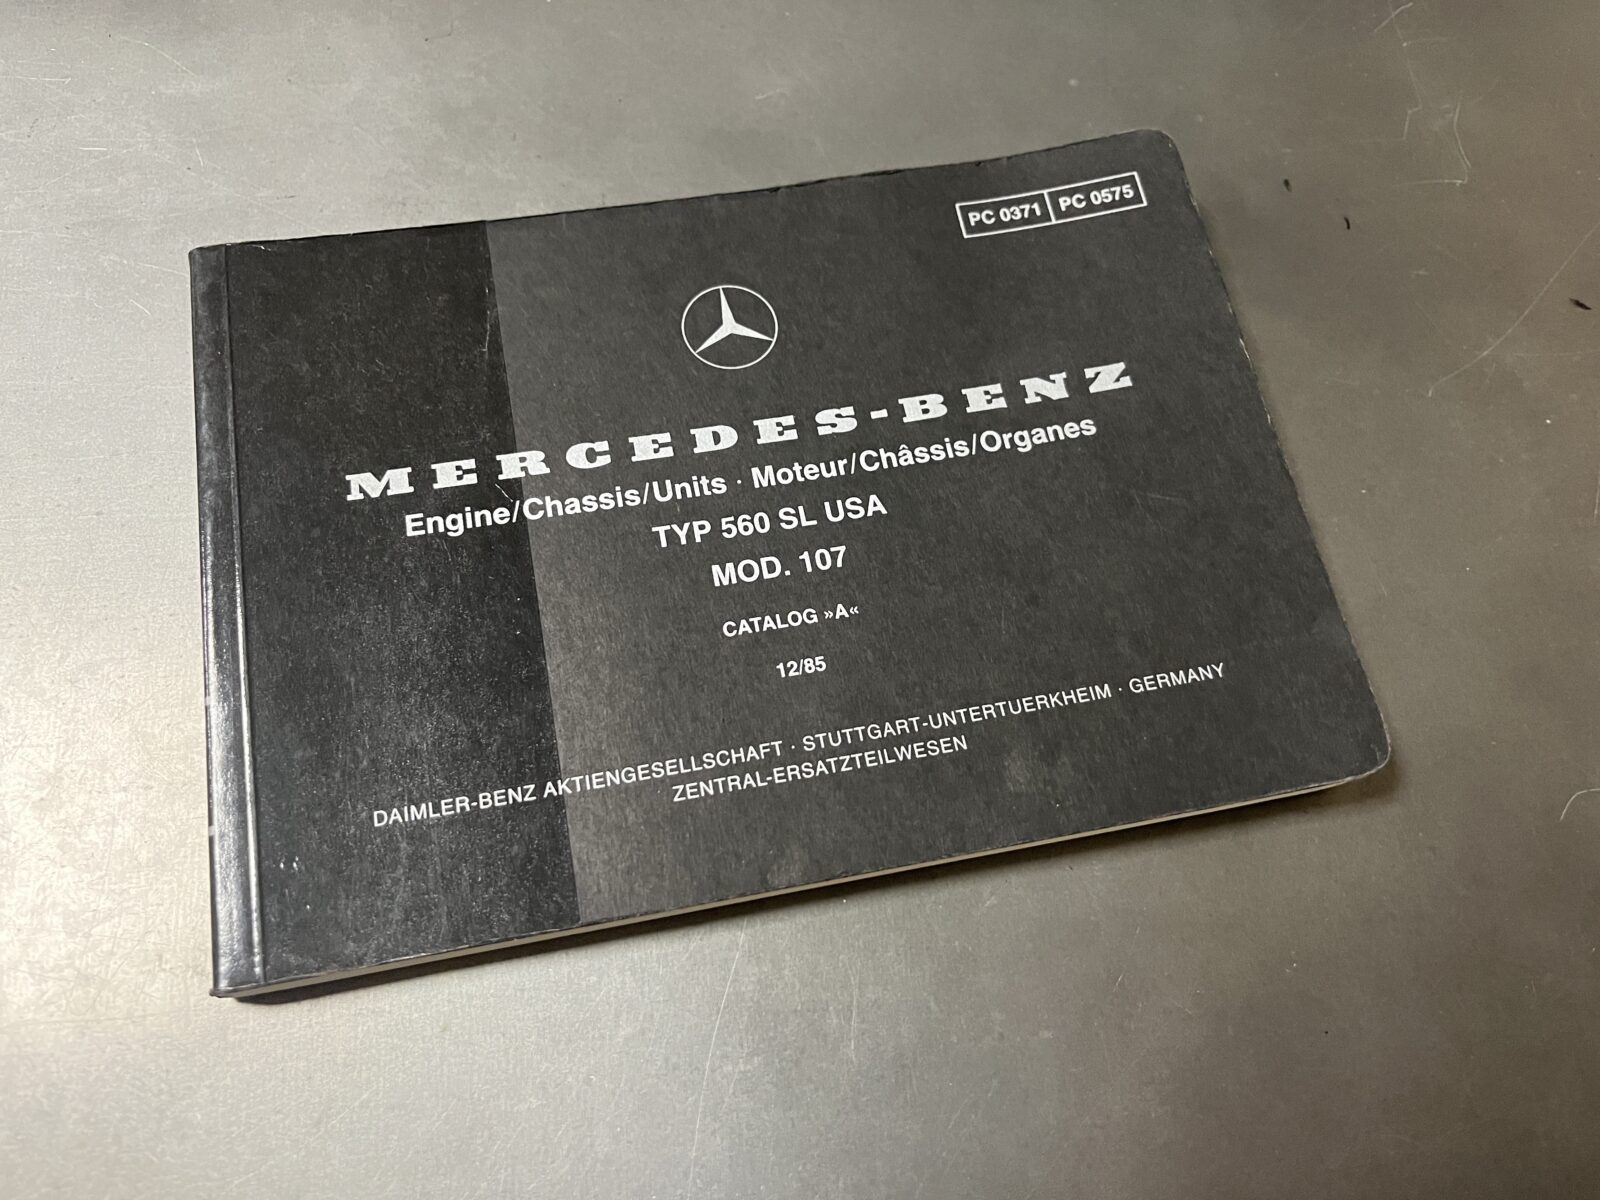 PC 0371 PC 0575
MERCEDES-BENZ
Engine/Chassis/Units · Moteur/Châssis/Organes
TYP 560 SL USA
MOD. 107
CATALOG »A«
12/85
DAIMLER-BENZ AKTIENGESELLSCHAFT · STUTTGART-UNTERTUERKHEIM · GERMANY
ZENTRAL-ERSATZTEILWESEN